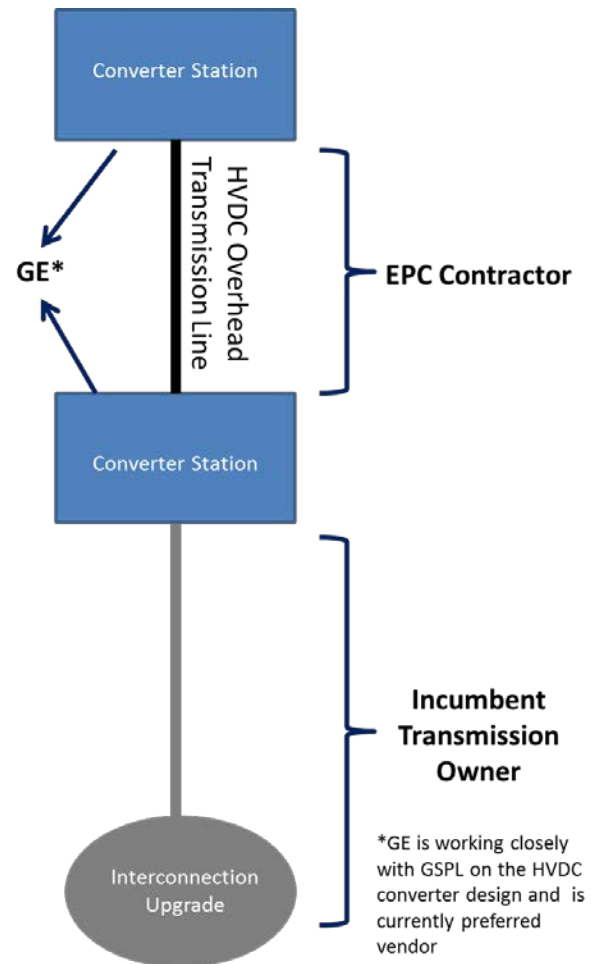 Converter Station
HVDC Overhead
Transmission Line
GE*
EPC Contractor
Converter Station
Incumbent
Transmission
Owner
*GE is working closely
with GSPL on the HVDC
converter design and is
currently preferred
vendor
Interconnection
Upgrade